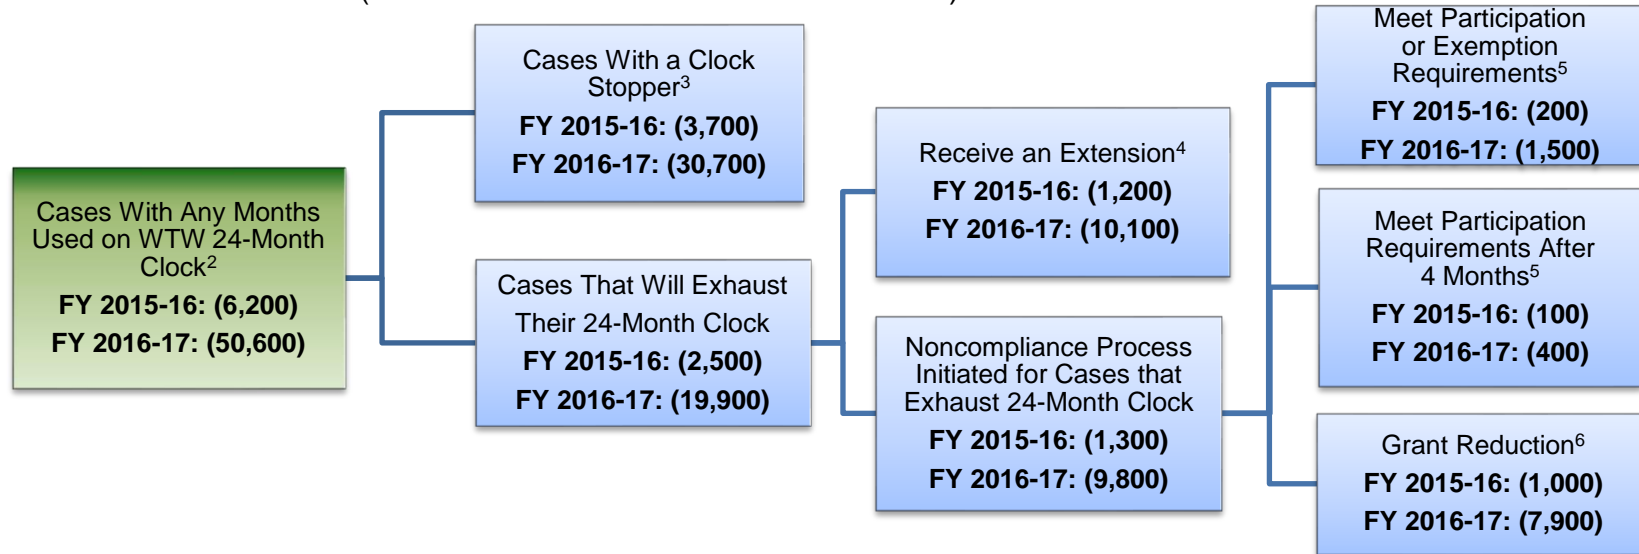 (
)
Cases With Any Months
Used on WTW 24-Month
Clock2
FY 2015-16: (6,200)
FY 2016-17: (50,600)
Cases With a Clock
Stopper3
FY 2015-16: (3,700)
FY 2016-17: (30,700)
Cases That Will Exhaust
Their 24-Month Clock
FY 2015-16: (2,500)
FY 2016-17: (19,900)
Receive an Extension4
FY 2015-16: (1,200)
FY 2016-17: (10,100)
Noncompliance Process
Initiated for Cases that
Exhaust 24-Month Clock
FY 2015-16: (1,300)
FY 2016-17: (9,800)
Meet Participation
or Exemption
Requirements5
FY 2015-16: (200)
FY 2016-17: (1,500)
Meet Participation
Requirements After
4 Months5
FY 2015-16: (100)
FY 2016-17: (400)
Grant Reduction6
FY 2015-16: (1,000)
FY 2016-17: (7,900)